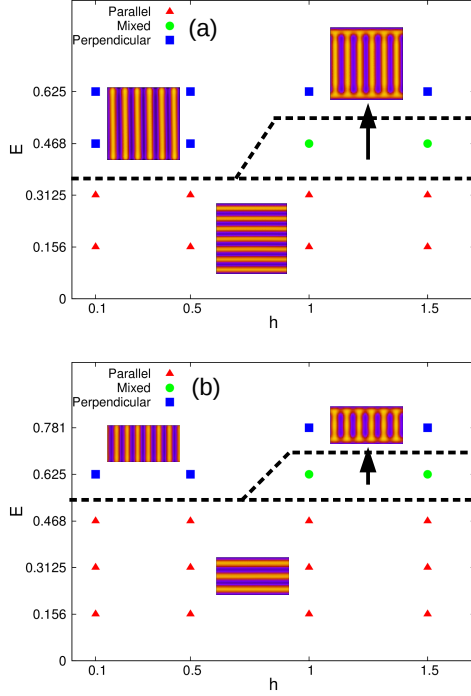 Parallel
Mixed
Perpendicular
(a)
0.625
0.468
0.3125
0.156
0
E
0.1
0.5
1
1.5
h
Parallel
Mixed
Perpendicular
(b)
0.781
0.625
0.468
0.3125
0.156
0
E
0.1
0.5
1
1.5
h